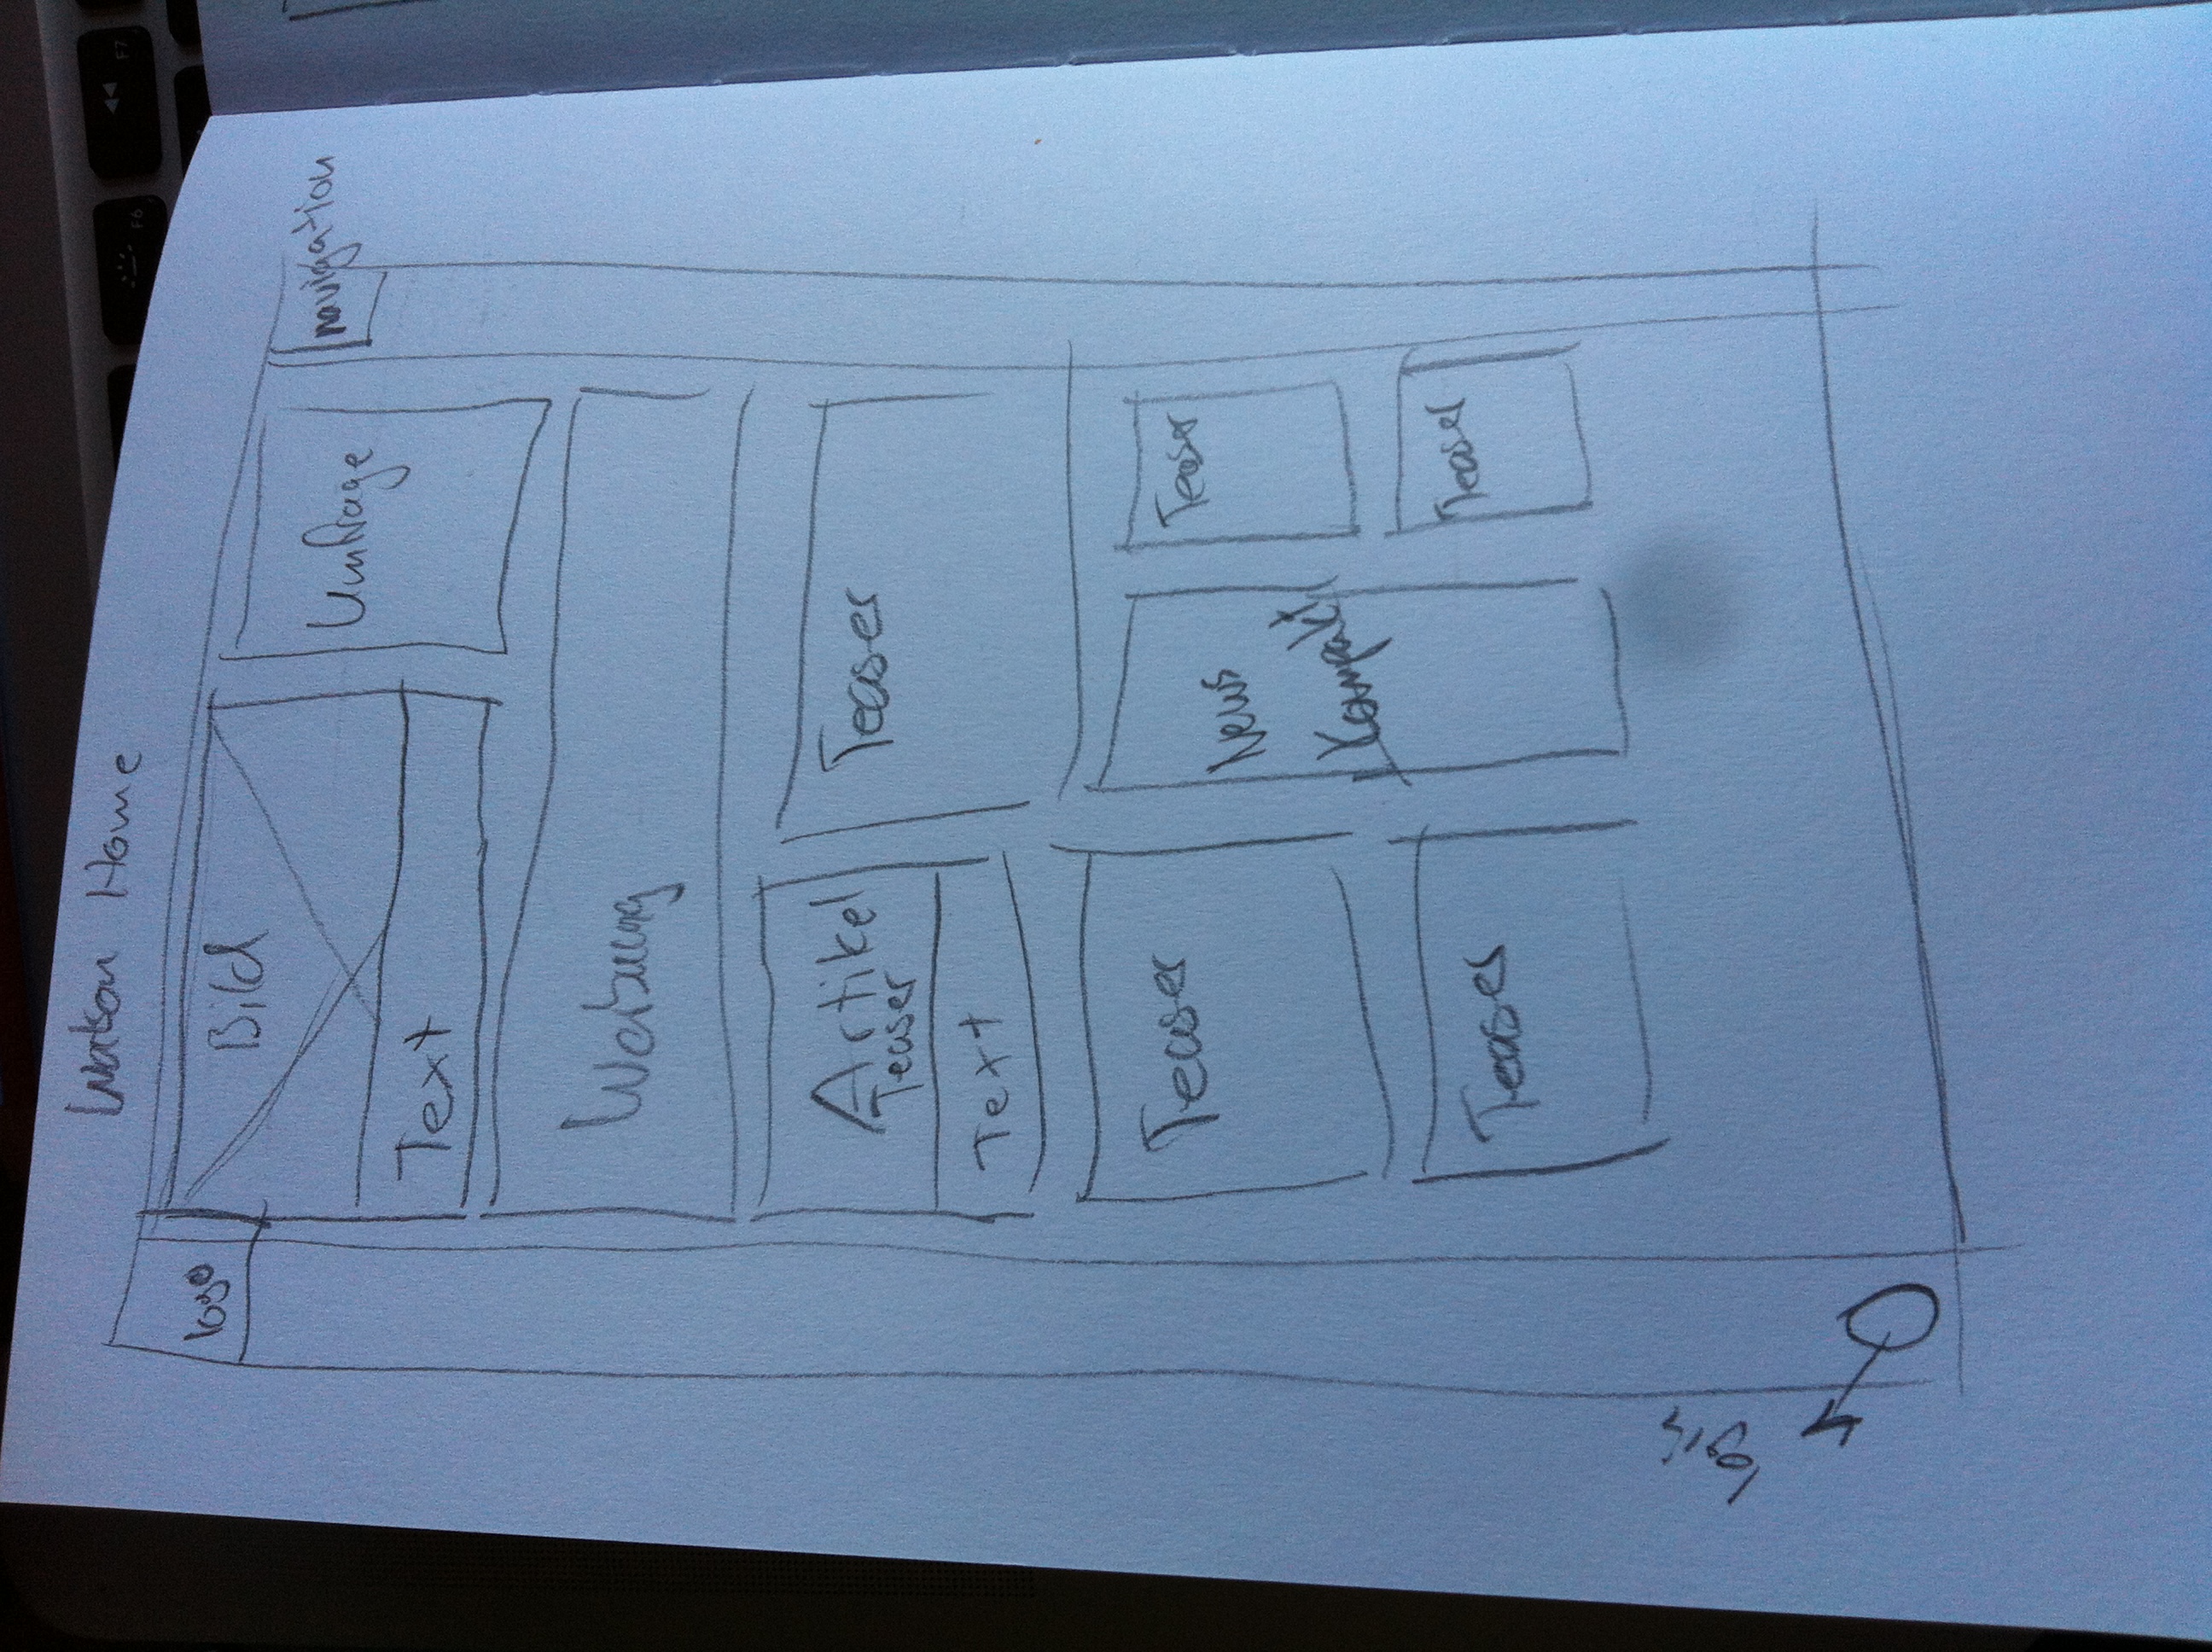 Watson Home
logo
Bild
Umfrage
navigation
Text
Werbung
Artikel
Teaser
Teaser
Text
Teaser
News
Kompakt
Teaser
Teaser
Teaser
login
F6
F7